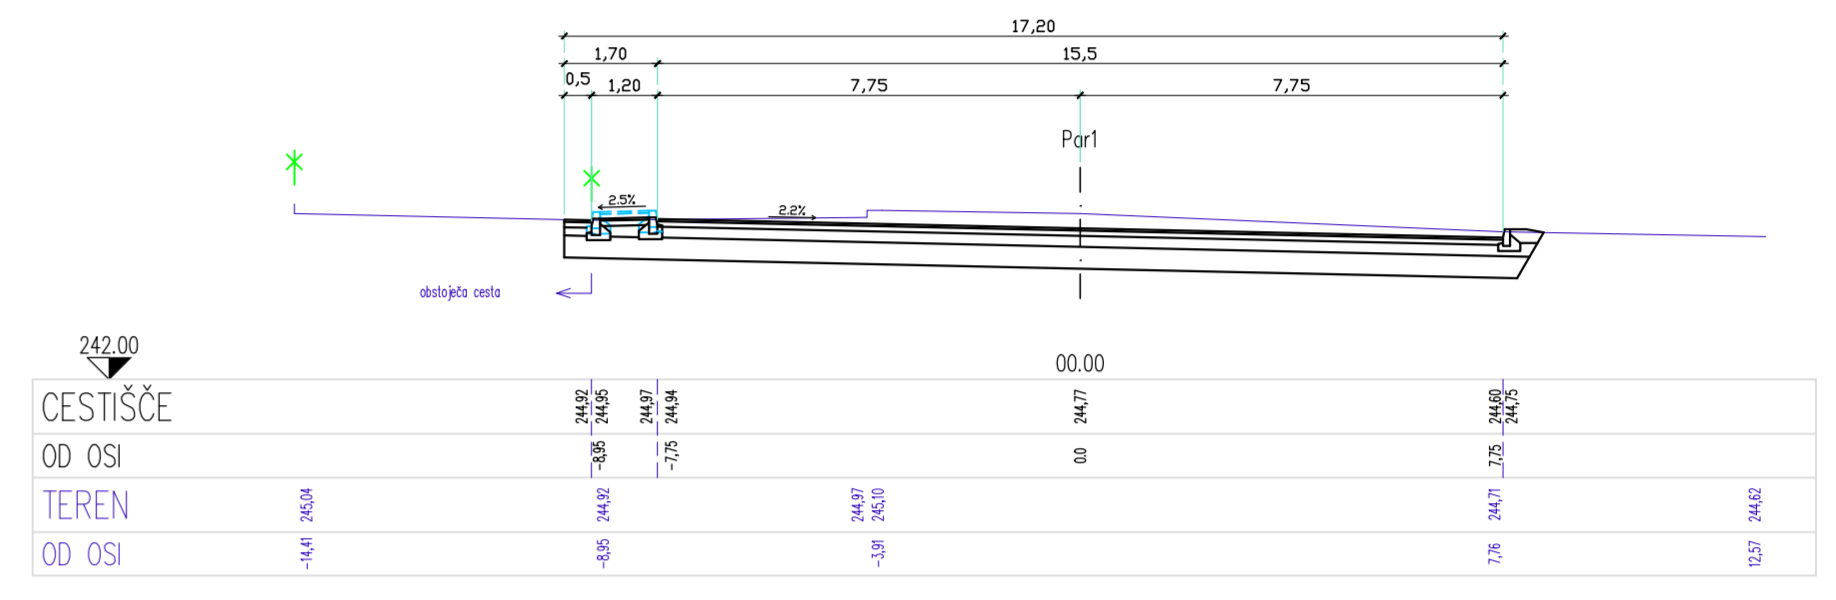 17,20
1,70 15,5
0,5 1,20 7,75 7,75
Par1
2.5%
2.2%
obstoječa cesta
242.00
00.00
CESTIŠČE 244,92 244,95 244,97 244,94 244,77 244,60 244,75
OD OSI -8,95 -7,75 0.0 7,75
TEREN 245,04 244,92 244,97 245,10 244,71 244,62
OD OSI -14,41 -8,95 -3,91 7,76 12,57